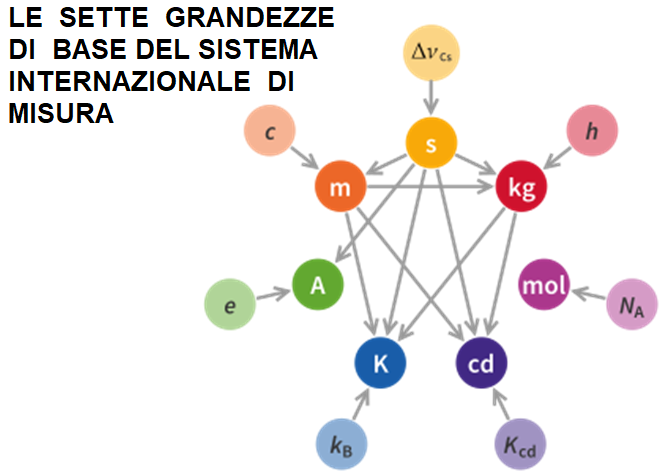 LE SETTE GRANDEZZE
DI BASE DEL SISTEMA
INTERNAZIONALE DI
MISURA
Δν_Cs
c
s
h
m
kg
e
A
mol
N_A
K
cd
k_B
K_cd